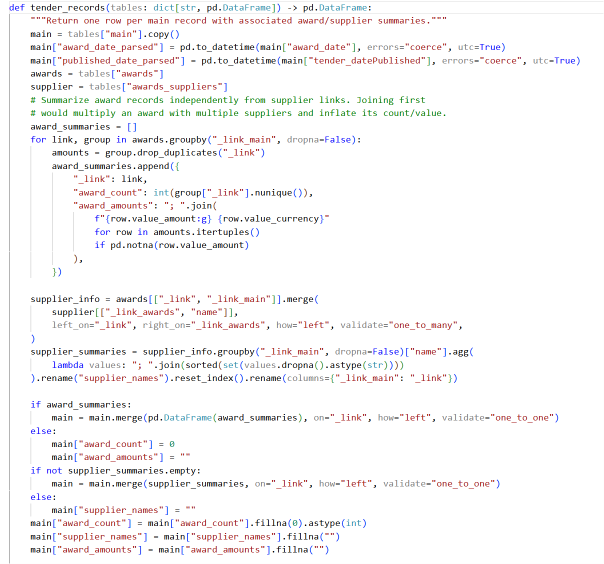 def tender_records(tables: dict[str, pd.DataFrame]) -> pd.DataFrame:
    """Return one row per main record with associated award/supplier summaries."""
    main = tables["main"].copy()
    main["award_date_parsed"] = pd.to_datetime(main["award_date"], errors="coerce", utc=True)
    main["published_date_parsed"] = pd.to_datetime(main["tender_datePublished"], errors="coerce", utc=True)
    awards = tables["awards"]
    supplier = tables["awards_suppliers"]
    # Summarize award records independently from supplier links. Joining first
    # would multiply an award with multiple suppliers and inflate its count/value.
    award_summaries = []
    for link, group in awards.groupby("_link_main", dropna=False):
        amounts = group.drop_duplicates("_link")
        award_summaries.append({
            "_link": link,
            "award_count": int(group["_link"].nunique()),
            "award_amounts": "; ".join(
                f"{row.value_amount:g} {row.value_currency}"
                for row in amounts.itertuples()
                if pd.notna(row.value_amount)
            ),
        })

    supplier_info = awards[["_link", "_link_main"]].merge(
        supplier[["_link_awards", "name"]],
        left_on="_link", right_on="_link_awards", how="left", validate="one_to_many",
    )
    supplier_summaries = supplier_info.groupby("_link_main", dropna=False)["name"].agg(
        lambda values: "; ".join(sorted(set(values.dropna().astype(str))))
    ).rename("supplier_names").reset_index().rename(columns={"_link_main": "_link"})

    if award_summaries:
        main = main.merge(pd.DataFrame(award_summaries), on="_link", how="left", validate="one_to_one")
    else:
        main["award_count"] = 0
        main["award_amounts"] = ""
    if not supplier_summaries.empty:
        main = main.merge(supplier_summaries, on="_link", how="left", validate="one_to_one")
    else:
        main["supplier_names"] = ""
    main["award_count"] = main["award_count"].fillna(0).astype(int)
    main["supplier_names"] = main["supplier_names"].fillna("")
    main["award_amounts"] = main["award_amounts"].fillna("")